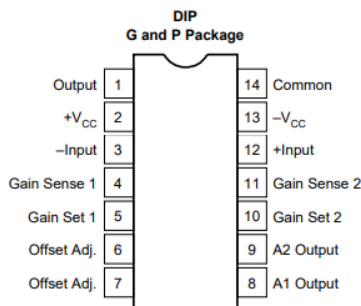 DIP
G and P Package
Output 1 14 Common
+VCC 2 13 –VCC
–Input 3 12 +Input
Gain Sense 1 4 11 Gain Sense 2
Gain Set 1 5 10 Gain Set 2
Offset Adj. 6 9 A2 Output
Offset Adj. 7 8 A1 Output